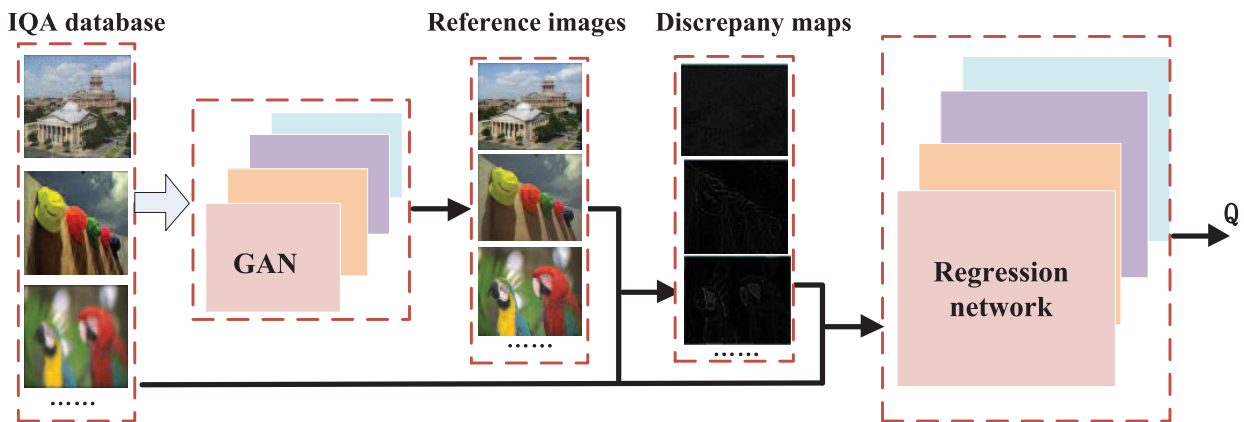 IQA database
Reference images
Discrepany maps
GAN
Regression
network
Q
......
......
......